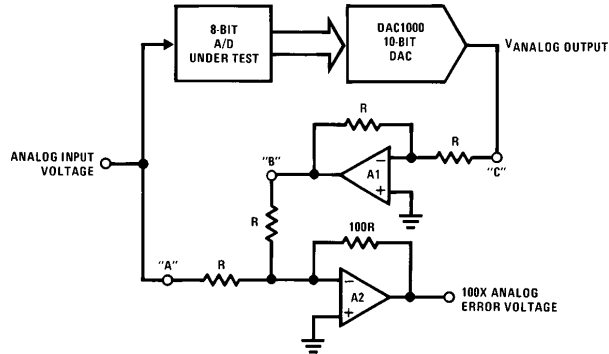 8-BIT
A/D
UNDER TEST
DAC1000
10-BIT
DAC
VANALOG OUTPUT
R
R
"C"
ANALOG INPUT
VOLTAGE
"B"
−
A1
+
R
100R
"A"
R
−
A2
+
100X ANALOG
ERROR VOLTAGE